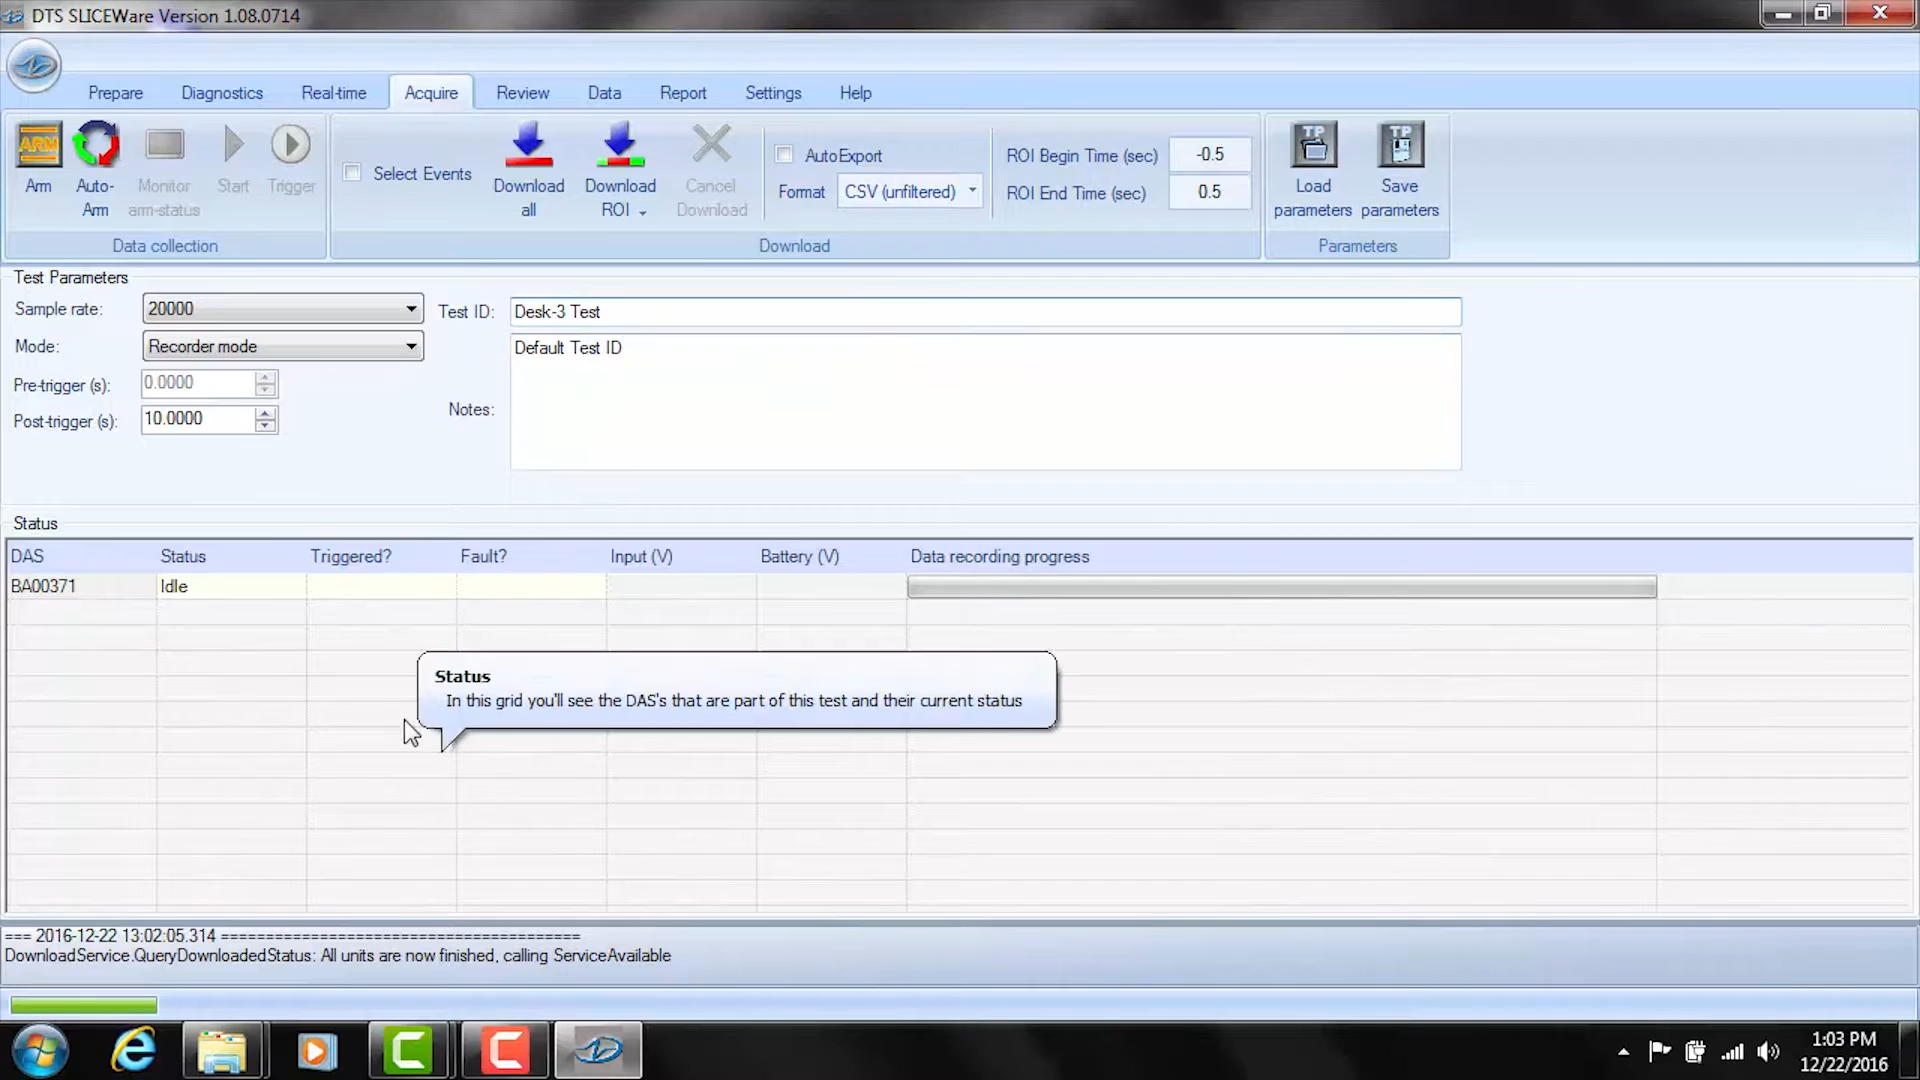 DTS SLICEWare Version 1.08.0714
Prepare Diagnostics Real-time Acquire Review Data Report Settings Help
ARM
Arm
Auto-
Arm
Monitor
arm-status
Start
Trigger
Data collection
Select Events
Download
all
Download
ROI
Cancel
Download
AutoExport
Format CSV (unfiltered)
ROI Begin Time (sec) -0.5
ROI End Time (sec) 0.5
Download
TP
Load
parameters
TP
Save
parameters
Parameters
Test Parameters
Sample rate: 20000
Mode: Recorder mode
Pre-trigger (s): 0.0000
Post-trigger (s): 10.0000
Test ID: Desk-3 Test
Notes: Default Test ID
Status
DAS Status Triggered? Fault? Input (V) Battery (V) Data recording progress
BA00371 Idle
Status
In this grid you'll see the DAS's that are part of this test and their current status
=== 2016-12-22 13:02:05.314 ========================================
DownloadService.QueryDownloadedStatus: All units are now finished, calling ServiceAvailable
1:03 PM
12/22/2016